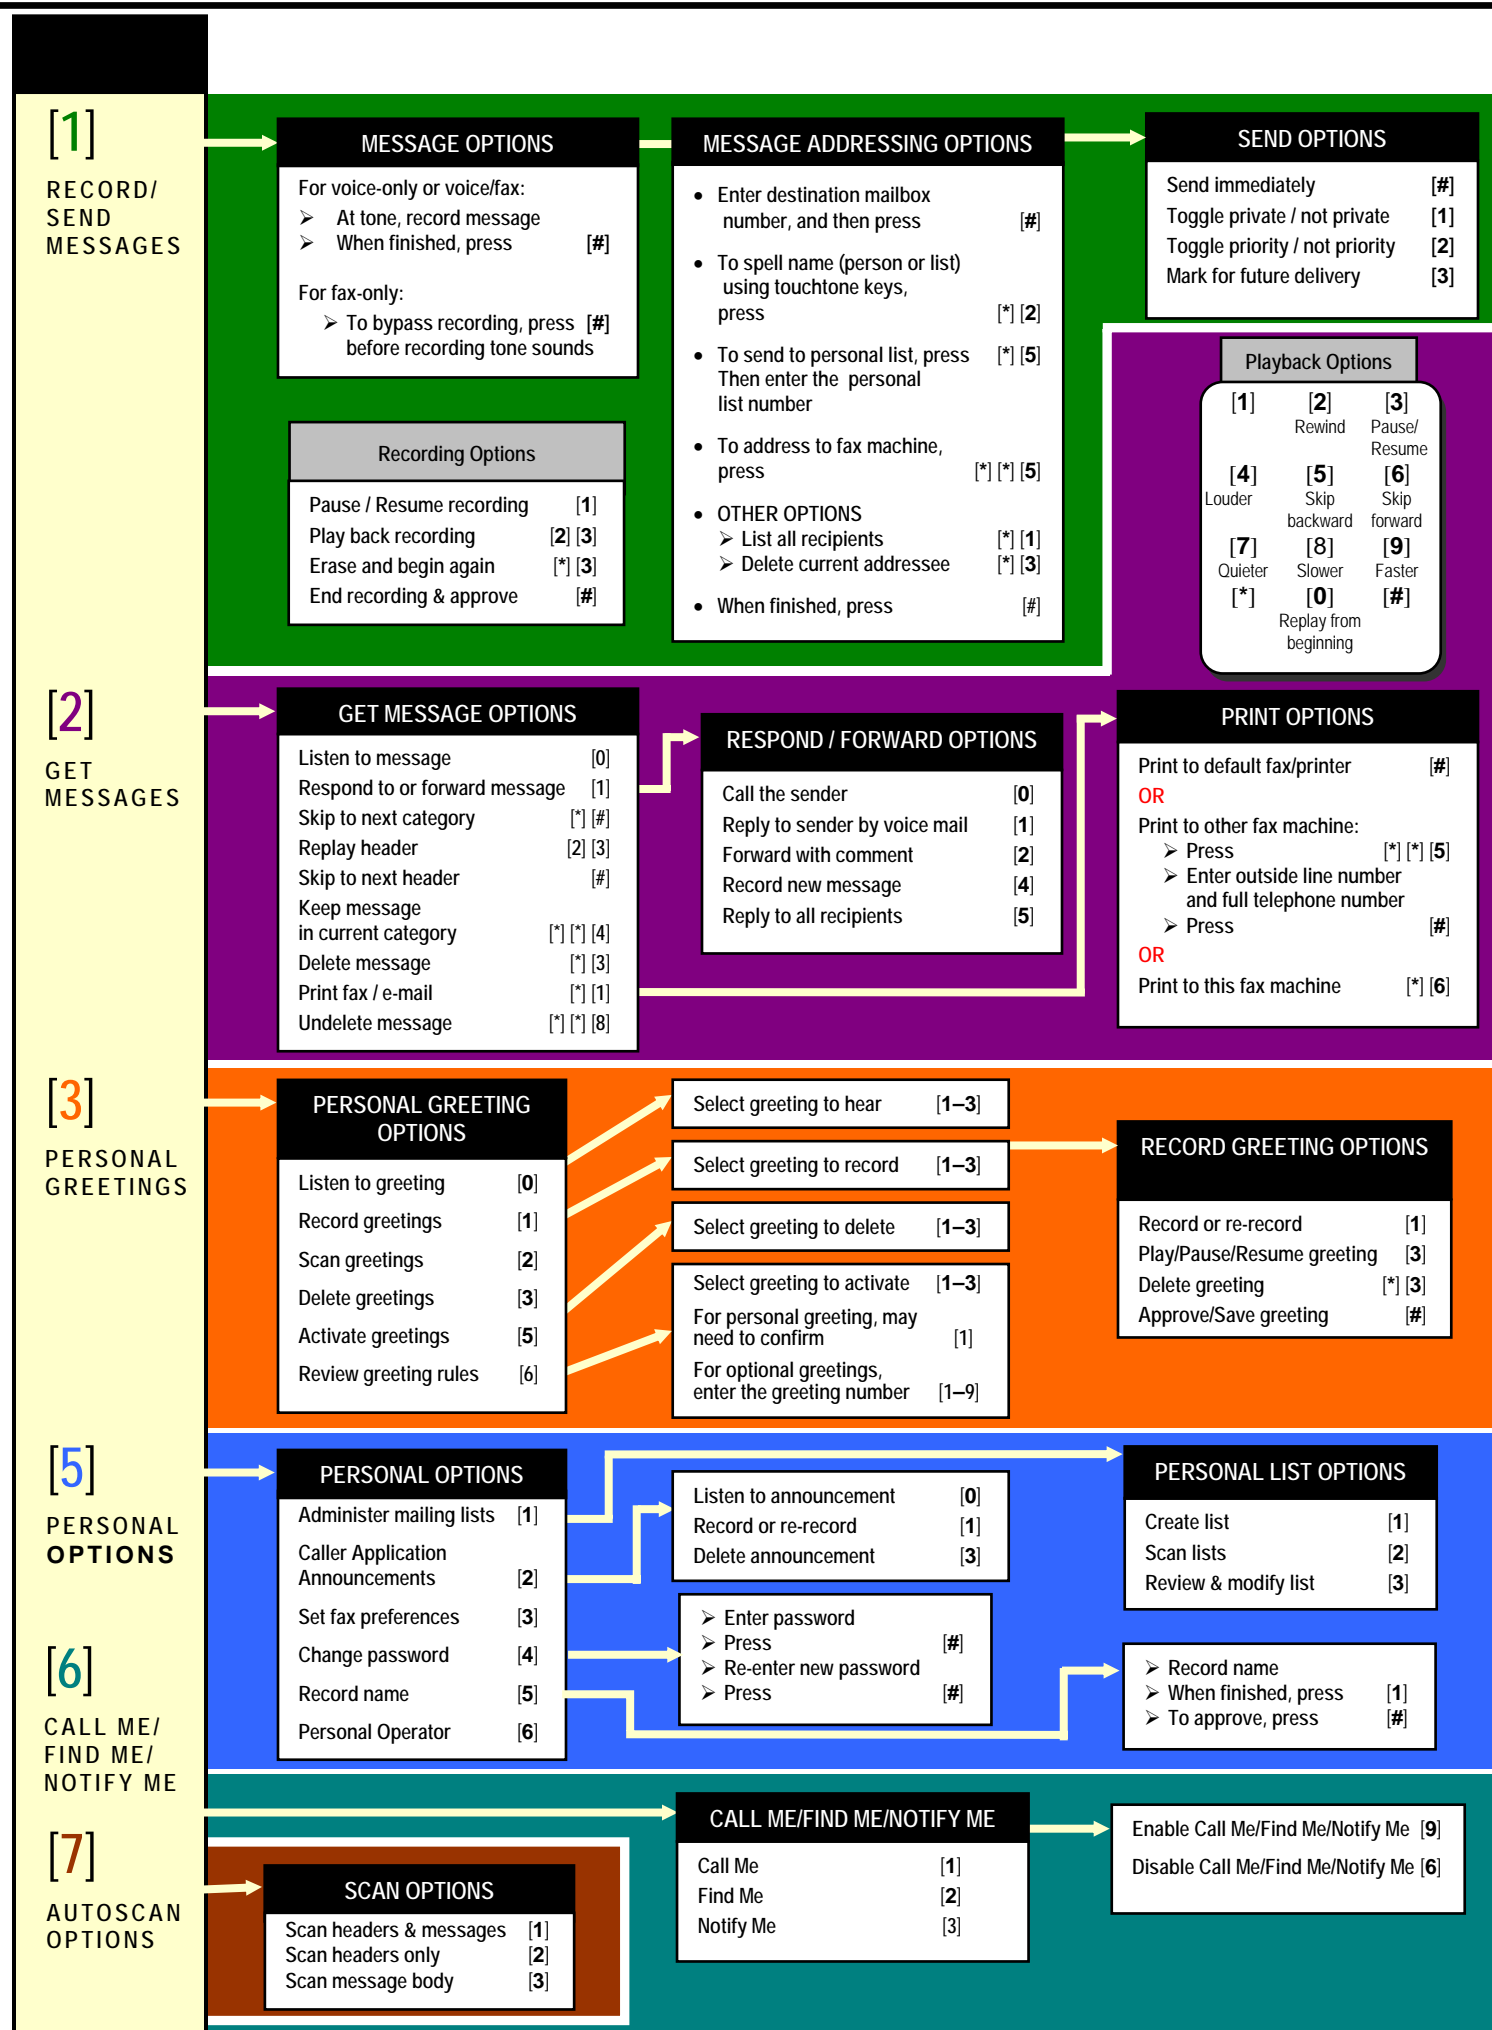 [1]
RECORD/
SEND
MESSAGES
MESSAGE OPTIONS
For voice-only or voice/fax:
➢ At tone, record message
➢ When finished, press [#]
For fax-only:
➢ To bypass recording, press [#]
before recording tone sounds
Recording Options
Pause / Resume recording [1]
Play back recording [2] [3]
Erase and begin again [*] [3]
End recording & approve [#]
MESSAGE ADDRESSING OPTIONS
• Enter destination mailbox
number, and then press [#]
• To spell name (person or list)
using touchtone keys,
press [*] [2]
• To send to personal list, press [*] [5]
Then enter the personal
list number
• To address to fax machine,
press [*] [*] [5]
• OTHER OPTIONS
➢ List all recipients [*] [1]
➢ Delete current addressee [*] [3]
• When finished, press [#]
SEND OPTIONS
Send immediately [#]
Toggle private / not private [1]
Toggle priority / not priority [2]
Mark for future delivery [3]
Playback Options
[1] [2] [3]
Rewind Pause/
Resume
[4] [5] [6]
Louder Skip Skip
backward forward
[7] [8] [9]
Quieter Slower Faster
[*] [0] [#]
Replay from
beginning
[2]
GET
MESSAGES
GET MESSAGE OPTIONS
Listen to message [0]
Respond to or forward message [1]
Skip to next category [*] [#]
Replay header [2] [3]
Skip to next header [#]
Keep message
in current category [*] [*] [4]
Delete message [*] [3]
Print fax / e-mail [*] [1]
Undelete message [*] [*] [8]
RESPOND / FORWARD OPTIONS
Call the sender [0]
Reply to sender by voice mail [1]
Forward with comment [2]
Record new message [4]
Reply to all recipients [5]
PRINT OPTIONS
Print to default fax/printer [#]
OR
Print to other fax machine:
➢ Press [*] [*] [5]
➢ Enter outside line number
and full telephone number
➢ Press [#]
OR
Print to this fax machine [*] [6]
[3]
PERSONAL
GREETINGS
PERSONAL GREETING
OPTIONS
Listen to greeting [0]
Record greetings [1]
Scan greetings [2]
Delete greetings [3]
Activate greetings [5]
Review greeting rules [6]
Select greeting to hear [1–3]
Select greeting to record [1–3]
Select greeting to delete [1–3]
Select greeting to activate [1–3]
For personal greeting, may
need to confirm [1]
For optional greetings,
enter the greeting number [1–9]
RECORD GREETING OPTIONS
Record or re-record [1]
Play/Pause/Resume greeting [3]
Delete greeting [*] [3]
Approve/Save greeting [#]
[5]
PERSONAL
OPTIONS
PERSONAL OPTIONS
Administer mailing lists [1]
Caller Application
Announcements [2]
Set fax preferences [3]
Change password [4]
Record name [5]
Personal Operator [6]
Listen to announcement [0]
Record or re-record [1]
Delete announcement [3]
➢ Enter password
➢ Press [#]
➢ Re-enter new password
➢ Press [#]
PERSONAL LIST OPTIONS
Create list [1]
Scan lists [2]
Review & modify list [3]
➢ Record name
➢ When finished, press [1]
➢ To approve, press [#]
[6]
CALL ME/
FIND ME/
NOTIFY ME
CALL ME/FIND ME/NOTIFY ME
Call Me [1]
Find Me [2]
Notify Me [3]
Enable Call Me/Find Me/Notify Me [9]
Disable Call Me/Find Me/Notify Me [6]
[7]
AUTOSCAN
OPTIONS
SCAN OPTIONS
Scan headers & messages [1]
Scan headers only [2]
Scan message body [3]